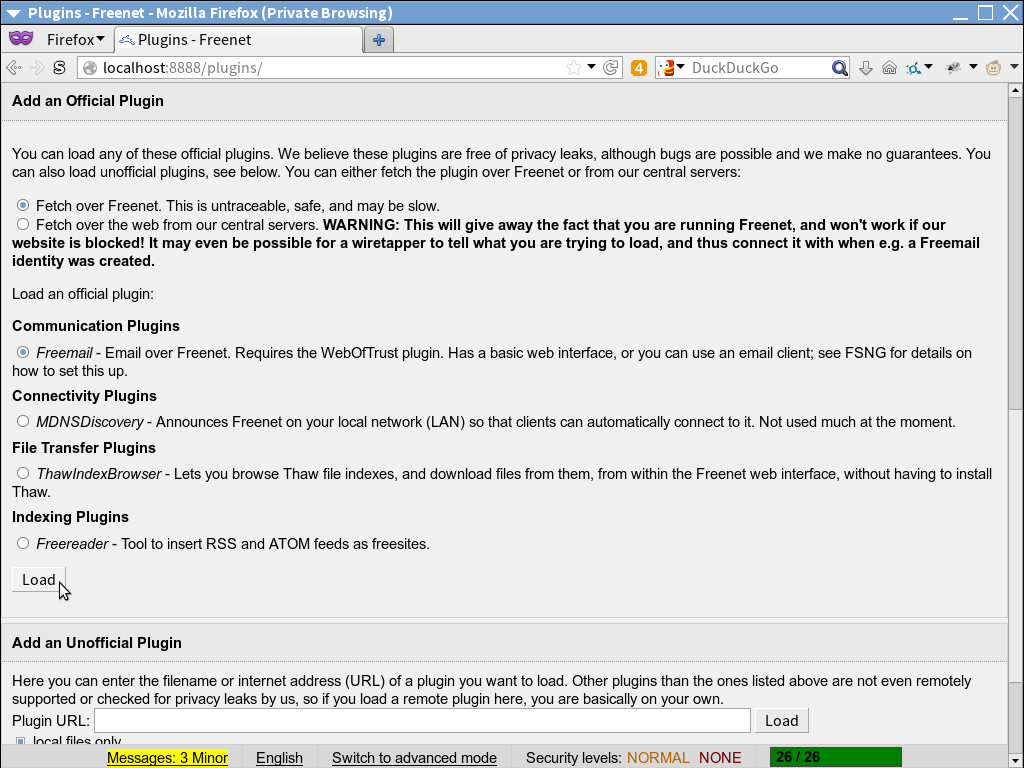 Plugins - Freenet - Mozilla Firefox (Private Browsing)
Firefox
Plugins - Freenet
localhost:8888/plugins/
4
DuckDuckGo
Add an Official Plugin
You can load any of these official plugins. We believe these plugins are free of privacy leaks, although bugs are possible and we make no guarantees. You
can also load unofficial plugins, see below. You can either fetch the plugin over Freenet or from our central servers:
Fetch over Freenet. This is untraceable, safe, and may be slow.
Fetch over the web from our central servers. WARNING: This will give away the fact that you are running Freenet, and won't work if our
website is blocked! It may even be possible for a wiretapper to tell what you are trying to load, and thus connect it with when e.g. a Freemail
identity was created.
Load an official plugin:
Communication Plugins
Freemail - Email over Freenet. Requires the WebOfTrust plugin. Has a basic web interface, or you can use an email client; see FSNG for details on
how to set this up.
Connectivity Plugins
MDNSDiscovery - Announces Freenet on your local network (LAN) so that clients can automatically connect to it. Not used much at the moment.
File Transfer Plugins
ThawIndexBrowser - Lets you browse Thaw file indexes, and download files from them, from within the Freenet web interface, without having to install
Thaw.
Indexing Plugins
Freereader - Tool to insert RSS and ATOM feeds as freesites.
Load
Add an Unofficial Plugin
Here you can enter the filename or internet address (URL) of a plugin you want to load. Other plugins than the ones listed above are not even remotely
supported or checked for privacy leaks by us, so if you load a remote plugin here, you are basically on your own.
Plugin URL: Load
local files only
Messages: 3 Minor English Switch to advanced mode Security levels: NORMAL NONE 26 / 26